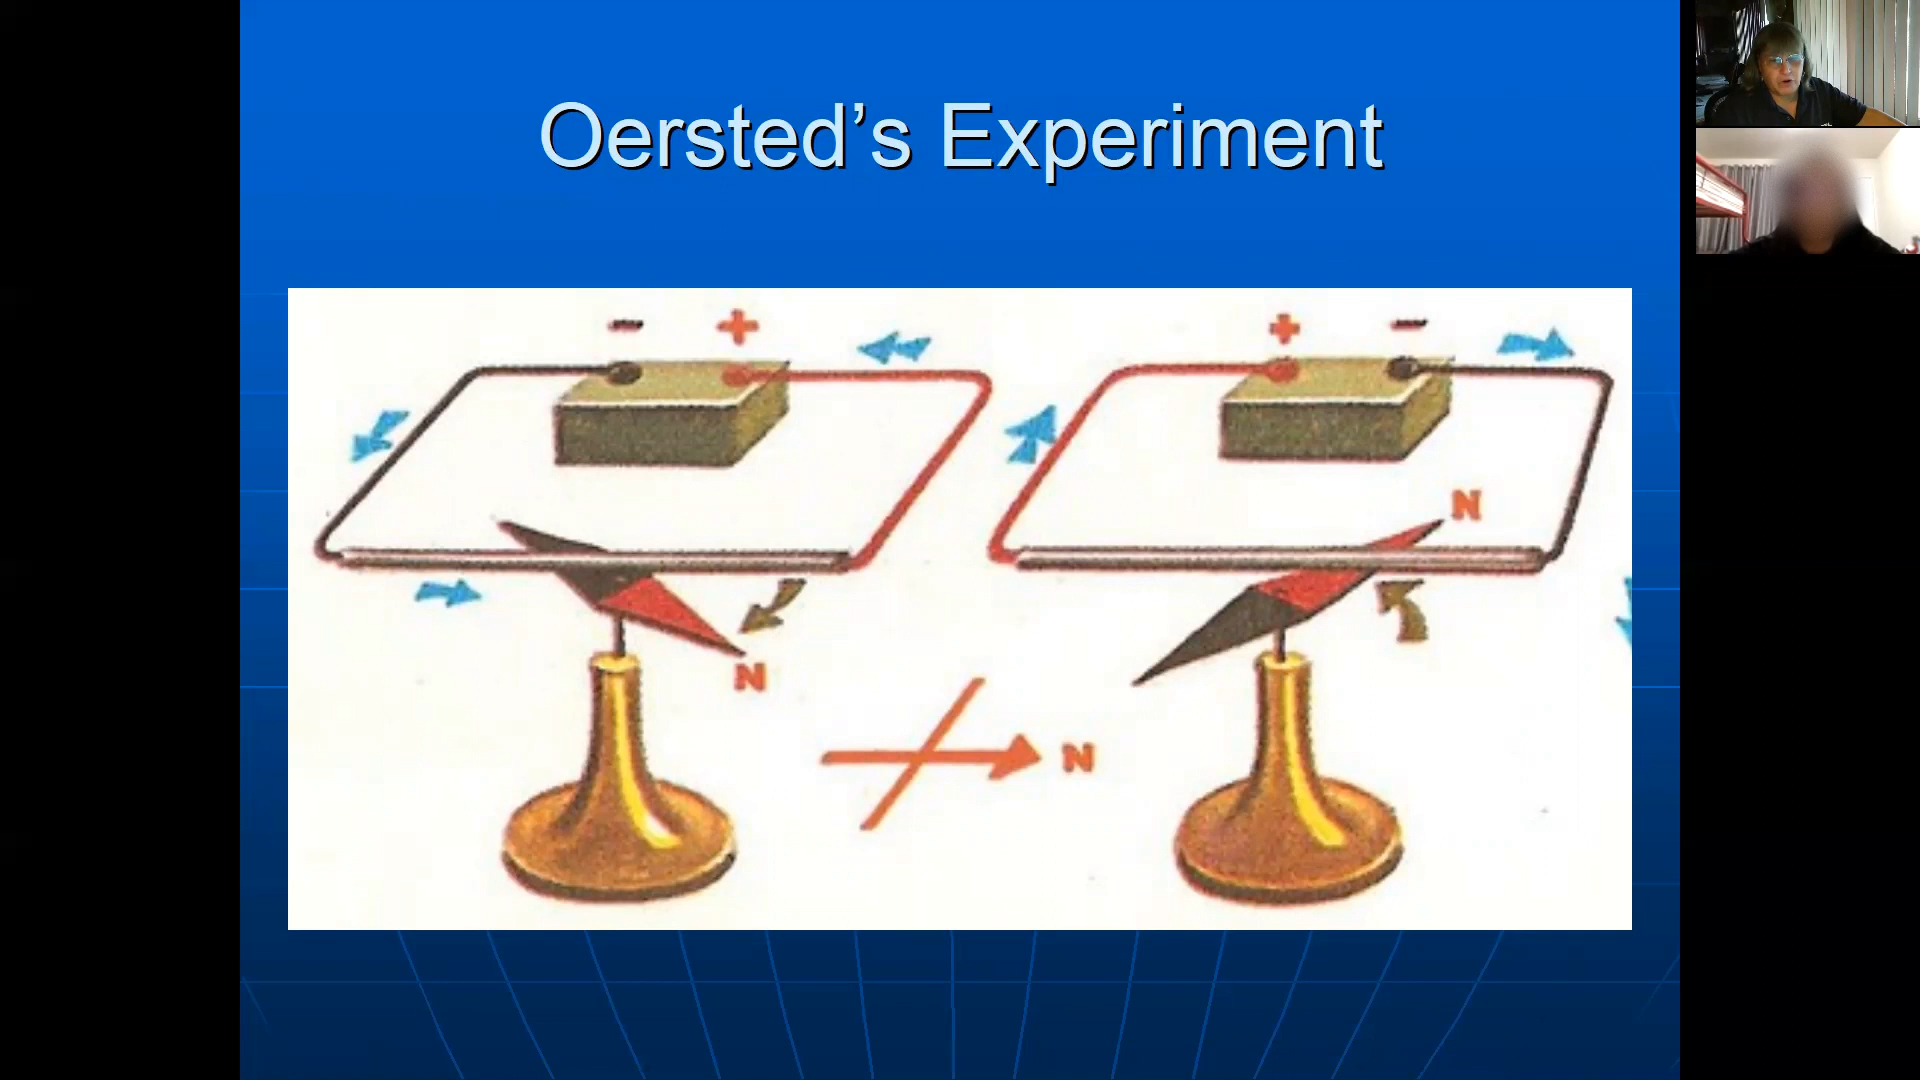 Oersted’s Experiment
- +
+ -
N
N
N